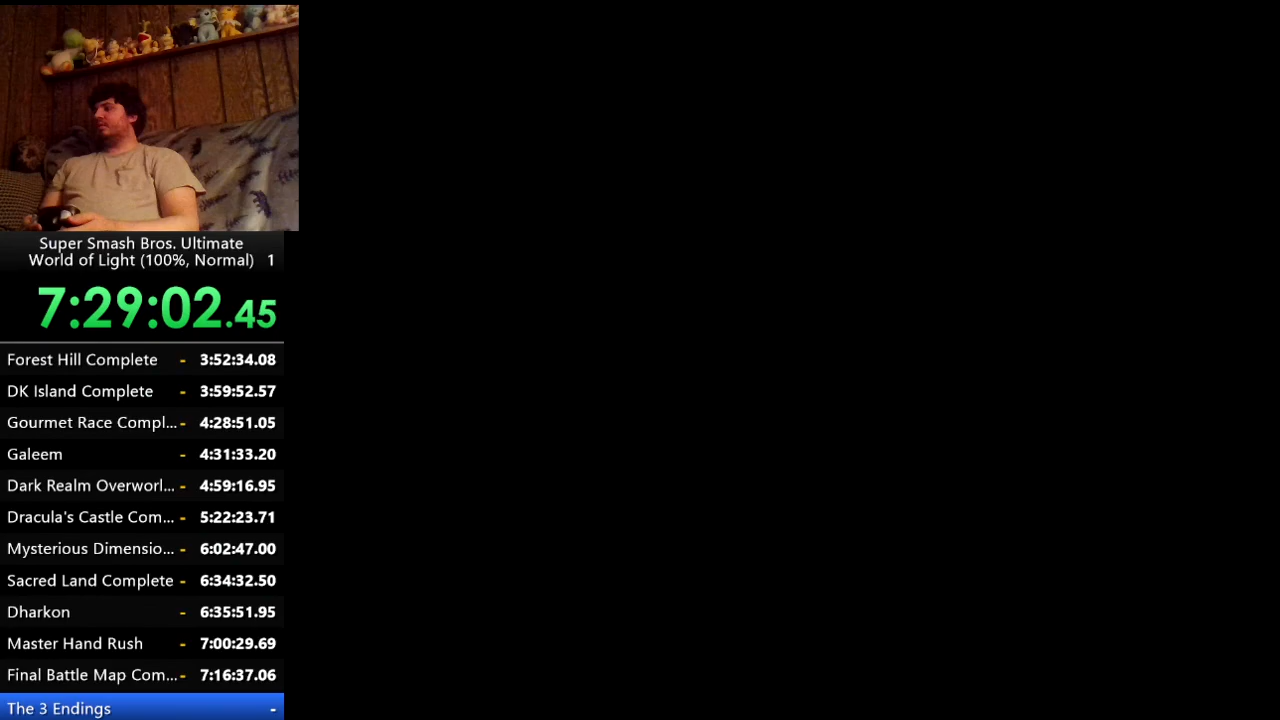 Super Smash Bros. Ultimate
World of Light (100%, Normal) 1
7:29:02.45
Forest Hill Complete - 3:52:34.08
DK Island Complete - 3:59:52.57
Gourmet Race Compl... - 4:28:51.05
Galeem - 4:31:33.20
Dark Realm Overworl... - 4:59:16.95
Dracula's Castle Com... - 5:22:23.71
Mysterious Dimensio... - 6:02:47.00
Sacred Land Complete - 6:34:32.50
Dharkon - 6:35:51.95
Master Hand Rush - 7:00:29.69
Final Battle Map Com... - 7:16:37.06
The 3 Endings -